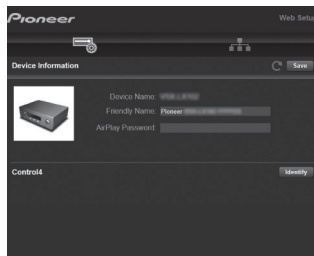 Pioneer
Web Setu
Device Information
Save
Device Name:
Friendly Name: Pioneer
AirPlay Password:
Control4
Identify